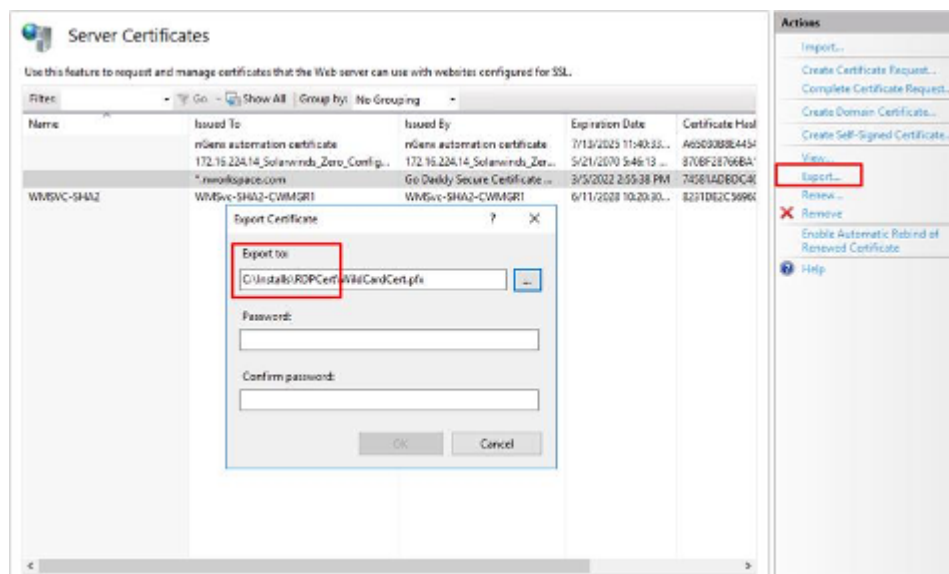 Server Certificates
Use this feature to request and manage certificates that the Web server can use with websites configured for SSL.
Filter: Go Show All Group by: No Grouping
Name Issued To Issued By Expiration Date Certificate Hash
nGens automation certificate nGens automation certificate 7/13/2025 11:40:33...
172.16.224.14_Solarwinds_Zero_Config... 172.16.224.14_Solarwinds_Zer... 5/21/2070 5:46:13 ...
*.nworkspace.com Go Daddy Secure Certificate ... 3/5/2022 2:55:38 PM
WMSVC-SHA2 WMSvc-SHA2-CWMGR1 WMSvc-SHA2-CWMGR1 6/11/2028 10:20:30...
Export Certificate ?
Export to:
C:\Installs\RDPCert\WildCardCert.pfx ...
Password:
Confirm password:
OK Cancel
Actions
Import...
Create Certificate Request...
Complete Certificate Request...
Create Domain Certificate...
Create Self-Signed Certificate...
View...
Export...
Renew...
Remove
Enable Automatic Rebind of
Renewed Certificate
Help